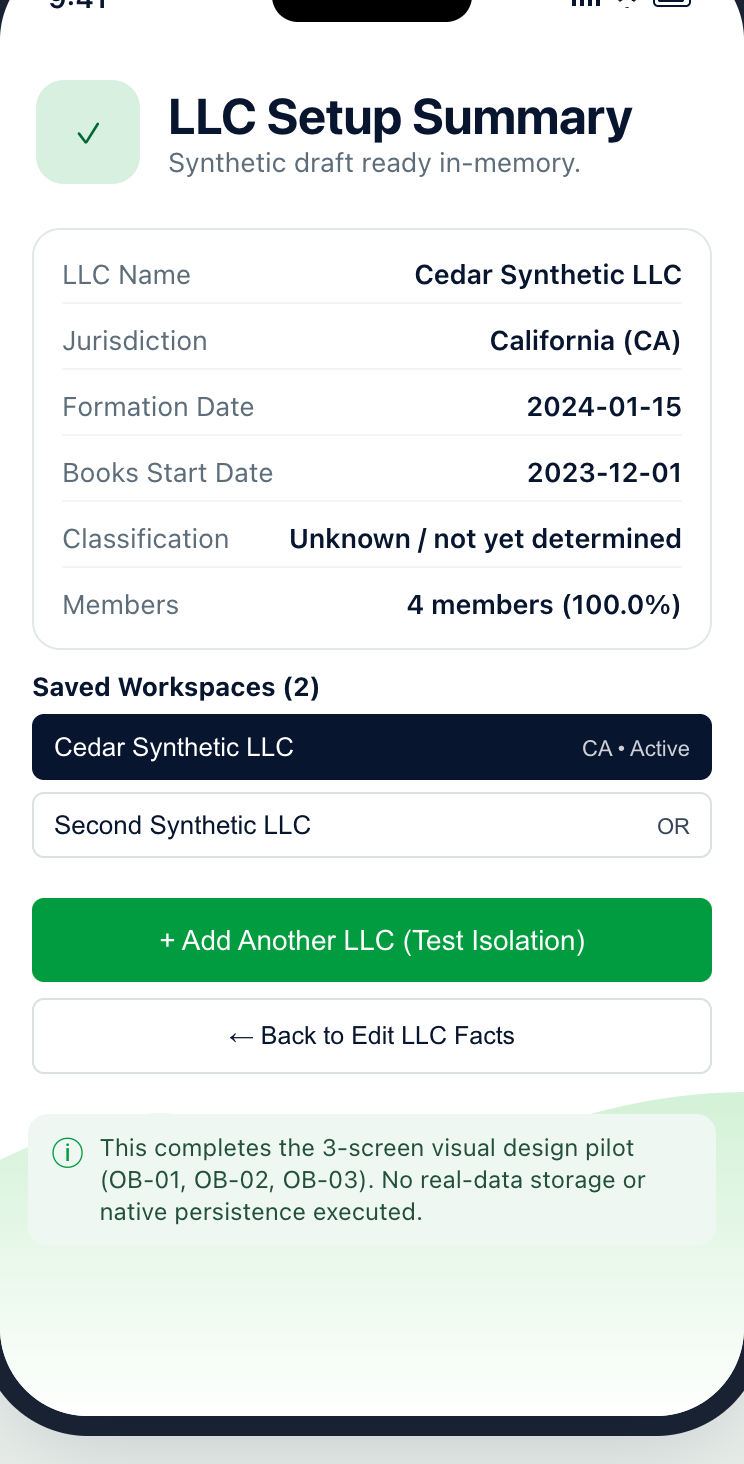 9:41
LLC Setup Summary
Synthetic draft ready in-memory.
LLC Name Cedar Synthetic LLC
Jurisdiction California (CA)
Formation Date 2024-01-15
Books Start Date 2023-12-01
Classification Unknown / not yet determined
Members 4 members (100.0%)
Saved Workspaces (2)
Cedar Synthetic LLC CA • Active
Second Synthetic LLC OR
+ Add Another LLC (Test Isolation)
← Back to Edit LLC Facts
This completes the 3-screen visual design pilot
(OB-01, OB-02, OB-03). No real-data storage or
native persistence executed.